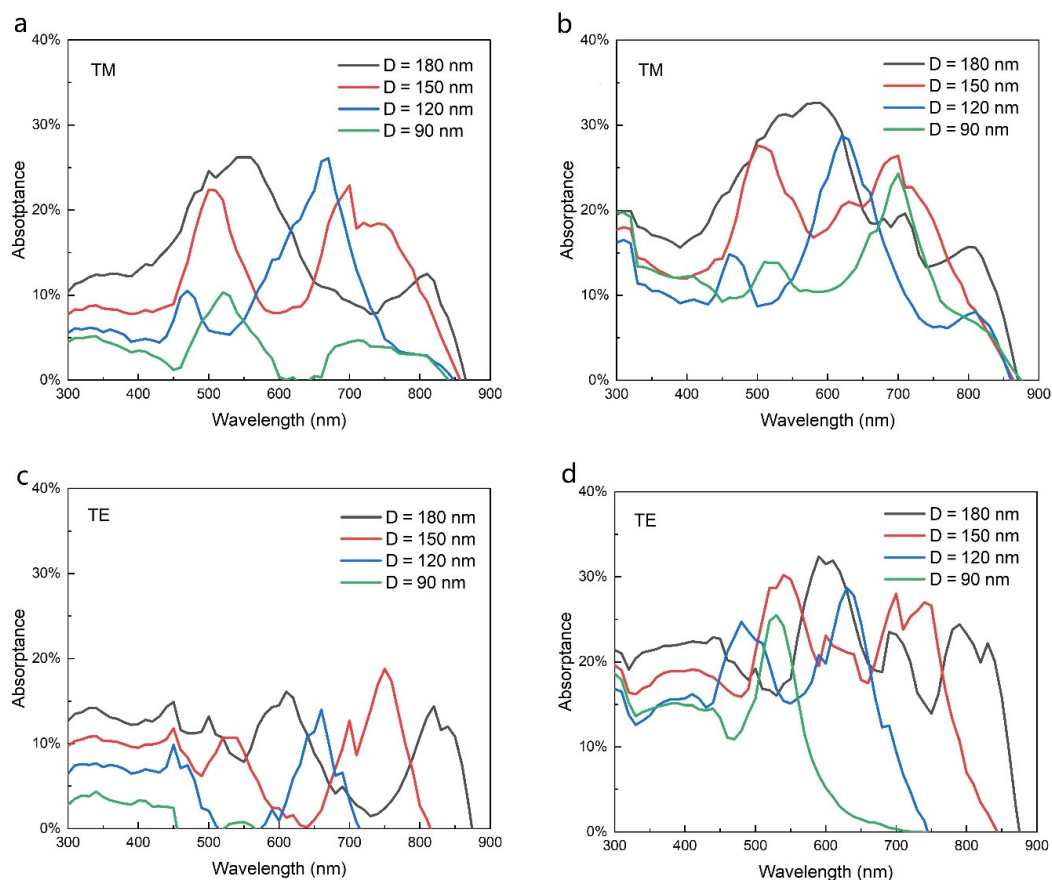 a
40%
30%
20%
10%
0%
Absotptance
TM
D = 180 nm
D = 150 nm
D = 120 nm
D = 90 nm
300 400 500 600 700 800 900
Wavelength (nm)
b
40%
30%
20%
10%
0%
Absorptance
TM
D = 180 nm
D = 150 nm
D = 120 nm
D = 90 nm
300 400 500 600 700 800 900
Wavelength (nm)
c
40%
30%
20%
10%
0%
Absorptance
TE
D = 180 nm
D = 150 nm
D = 120 nm
D = 90 nm
300 400 500 600 700 800 900
Wavelength (nm)
d
40%
30%
20%
10%
0%
Absorptance
TE
D = 180 nm
D = 150 nm
D = 120 nm
D = 90 nm
300 400 500 600 700 800 900
Wavelength (nm)